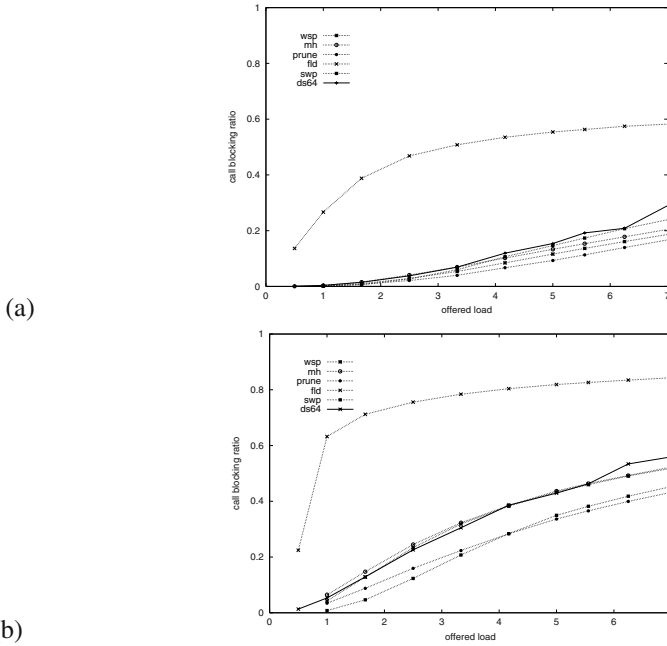 1
0.8
0.6
0.4
0.2
0
call blocking ratio
wsp
mh
prune
fld
swp
ds64
0 1 2 3 4 5 6 7
offered load
(a)
1
0.8
0.6
0.4
0.2
0
call blocking ratio
wsp
mh
prune
fld
swp
ds64
0 1 2 3 4 5 6 7
offered load
b)